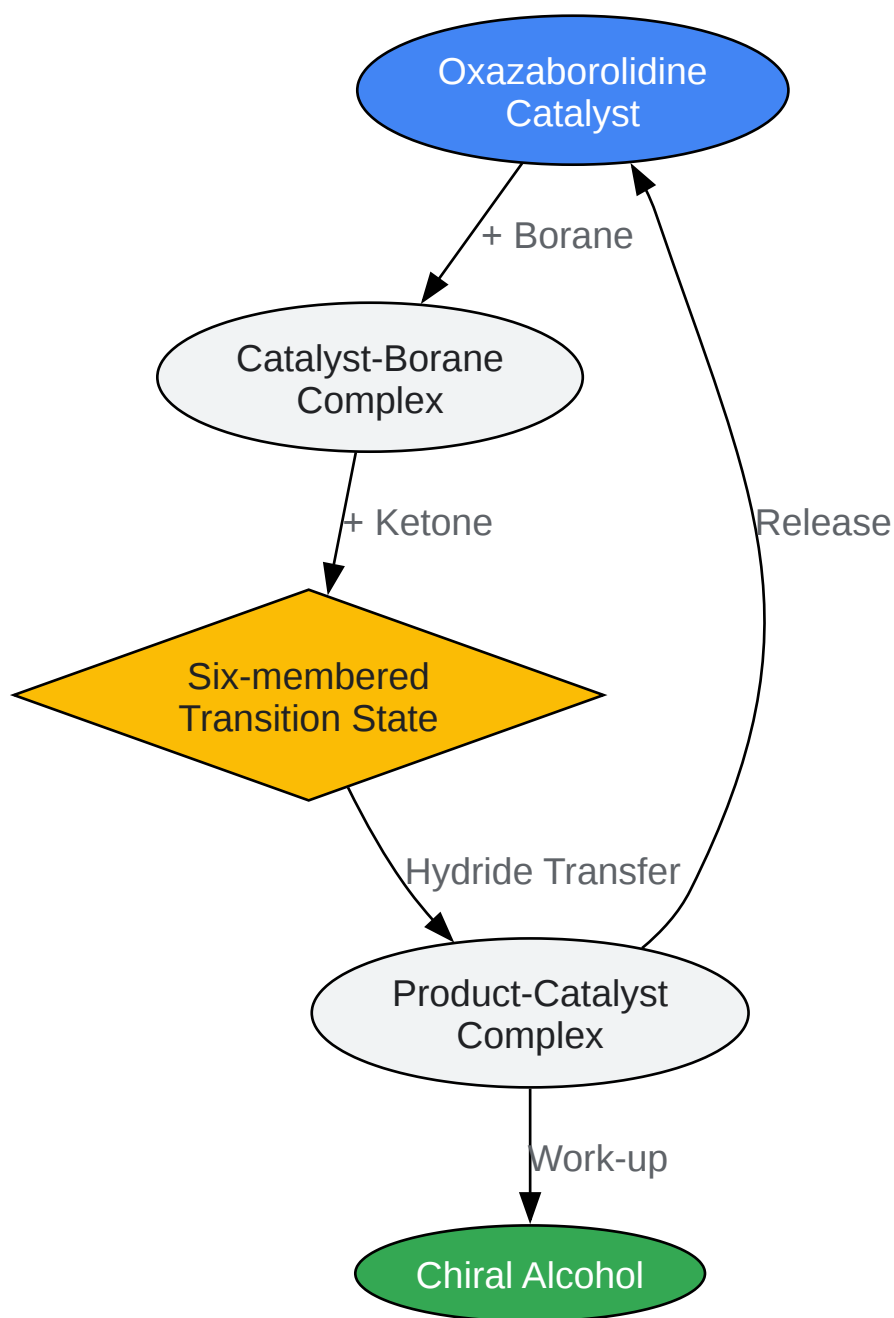 Oxazaborolidine
Catalyst
+ Borane
Catalyst-Borane
Complex
+ Ketone
Release
Six-membered
Transition State
Hydride Transfer
Product-Catalyst
Complex
Work-up
Chiral Alcohol